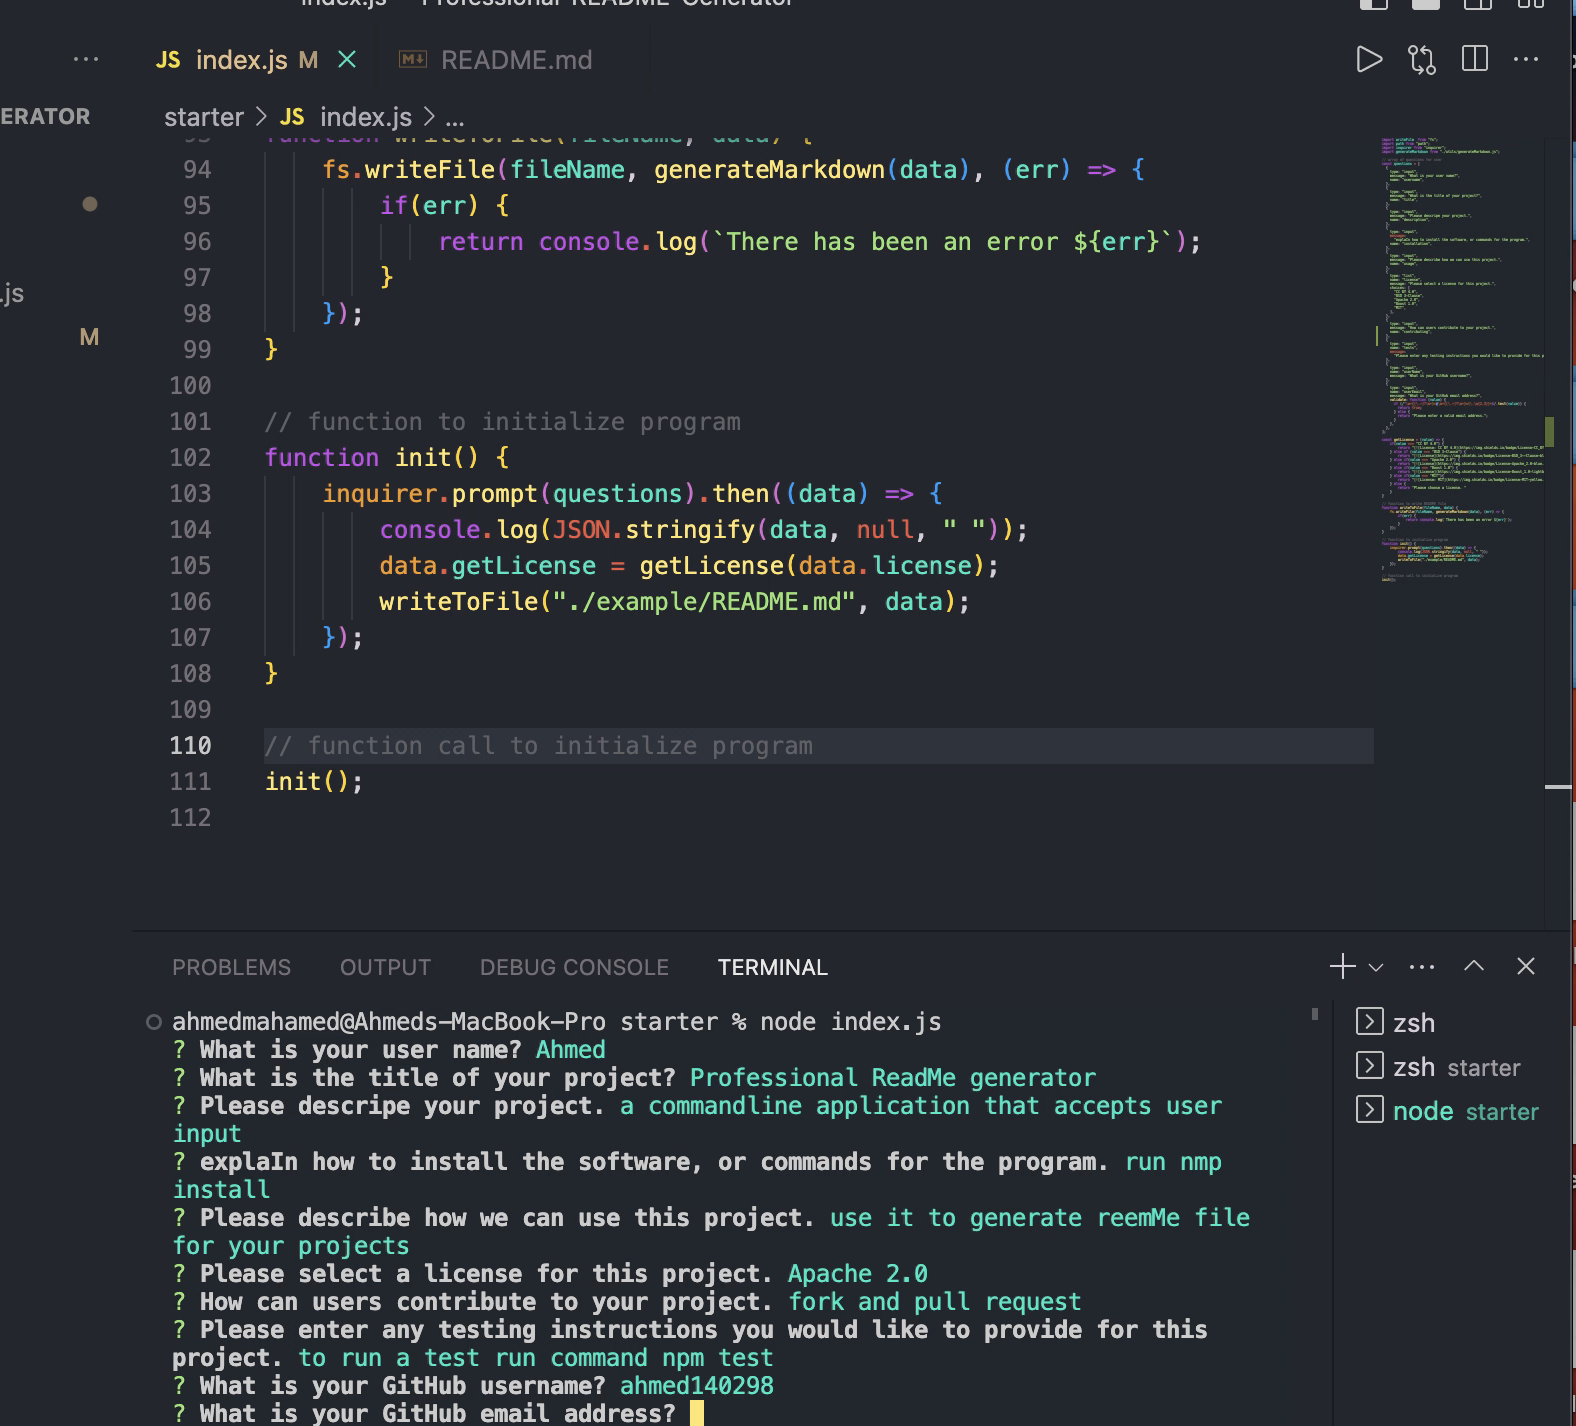 index.js — Professional-README-Generator
JS index.js M
README.md
ERATOR
starter > JS index.js > ...
.js
M
93 function writeToFile(fileName, data) {
94 fs.writeFile(fileName, generateMarkdown(data), (err) => {
95 if(err) {
96 return console.log(`There has been an error ${err}`);
97 }
98 });
99 }
100
101 // function to initialize program
102 function init() {
103 inquirer.prompt(questions).then((data) => {
104 console.log(JSON.stringify(data, null, " "));
105 data.getLicense = getLicense(data.license);
106 writeToFile("./example/README.md", data);
107 });
108 }
109
110 // function call to initialize program
111 init();
112
PROBLEMS OUTPUT DEBUG CONSOLE TERMINAL
ahmedmahamed@Ahmeds-MacBook-Pro starter % node index.js
? What is your user name? Ahmed
? What is the title of your project? Professional ReadMe generator
? Please descripe your project. a commandline application that accepts user
input
? explaIn how to install the software, or commands for the program. run nmp
install
? Please describe how we can use this project. use it to generate reemMe file
for your projects
? Please select a license for this project. Apache 2.0
? How can users contribute to your project. fork and pull request
? Please enter any testing instructions you would like to provide for this
project. to run a test run command npm test
? What is your GitHub username? ahmed140298
? What is your GitHub email address?
zsh
zsh starter
node starter